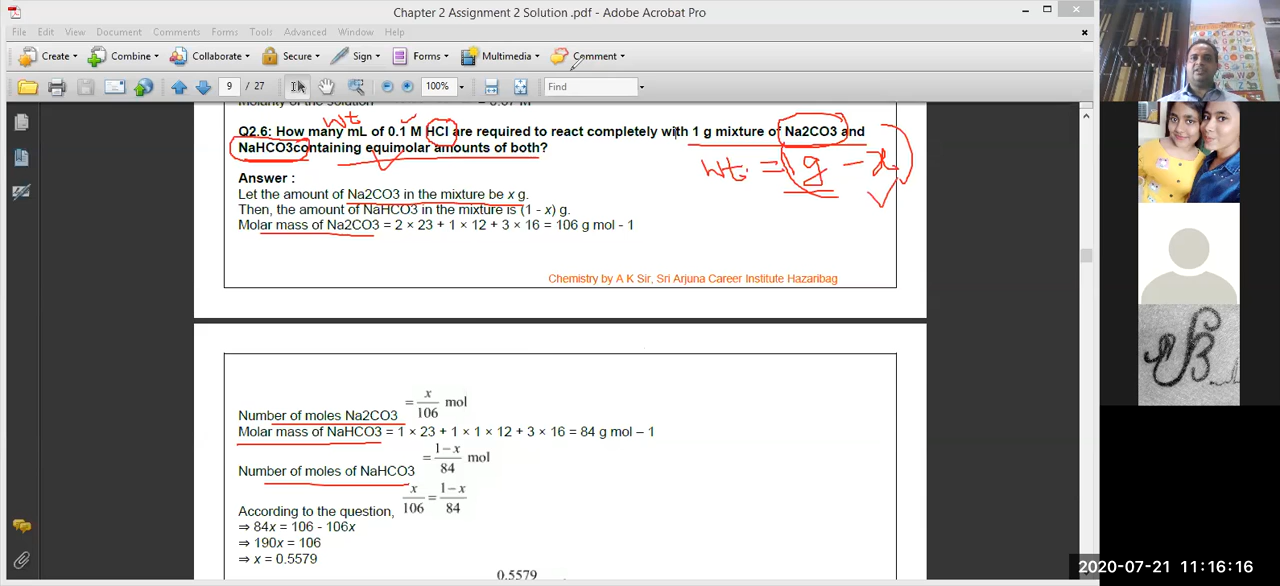 Chapter 2 Assignment 2 Solution .pdf - Adobe Acrobat Pro
File Edit View Document Comments Forms Tools Advanced Window Help
Create Combine Collaborate Secure Sign Forms Multimedia Comment
9 / 27 100% Find
Molarity of the solution
wt
Q2.6: How many mL of 0.1 M HCl are required to react completely with 1 g mixture of Na2CO3 and
NaHCO3containing equimolar amounts of both?
wt. = 1g - x
Answer :
Let the amount of Na2CO3 in the mixture be x g.
Then, the amount of NaHCO3 in the mixture is (1 - x) g.
Molar mass of Na2CO3 = 2 × 23 + 1 × 12 + 3 × 16 = 106 g mol - 1
Chemistry by A K Sir, Sri Arjuna Career Institute Hazaribag
Number of moles Na2CO3 = x/106 mol
Molar mass of NaHCO3 = 1 × 23 + 1 × 1 × 12 + 3 × 16 = 84 g mol – 1
Number of moles of NaHCO3 = 1–x/84 mol
According to the question, x/106 = 1–x/84
⇒ 84x = 106 - 106x
⇒ 190x = 106
⇒ x = 0.5579
0.5579
2020-07-21 11:16:16